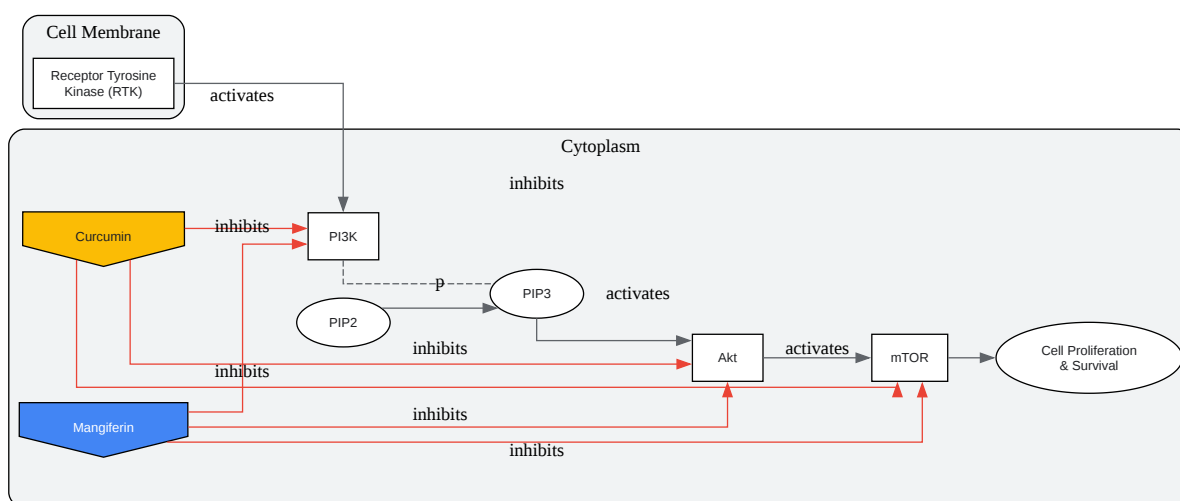 Cell Membrane
Receptor Tyrosine
Kinase (RTK)
activates
Cytoplasm
inhibits
Curcumin
inhibits
PI3K
p
PIP3
activates
PIP2
inhibits
Akt
activates
mTOR
Cell Proliferation
& Survival
inhibits
Mangiferin
inhibits
inhibits